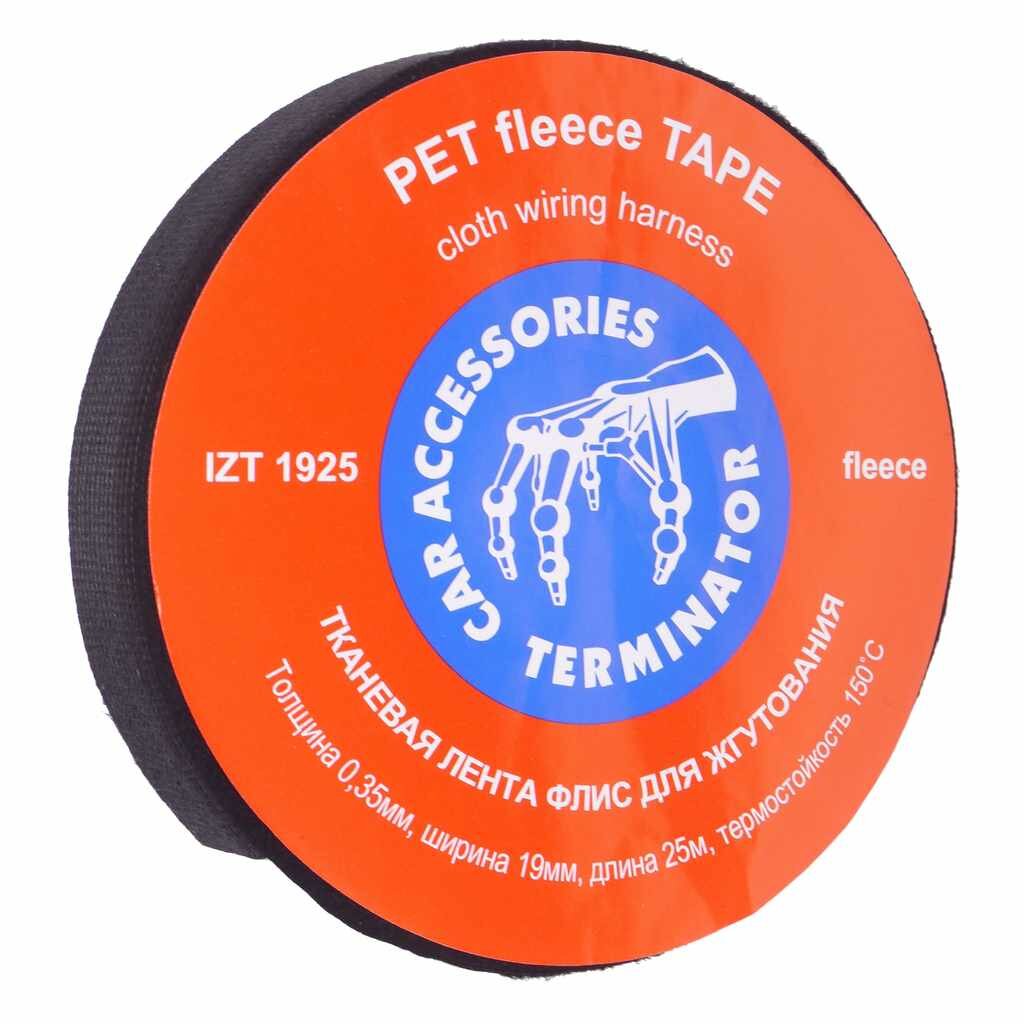 PET fleece TAPE
cloth wiring harness
CAR ACCESSORIES
TERMINATOR
IZT 1925
fleece
ТКАНЕВАЯ ЛЕНТА ФЛИС ДЛЯ ЖГУТОВАНИЯ
Толщина 0,35мм, ширина 19мм, длина 25м, термостойкость 150°C